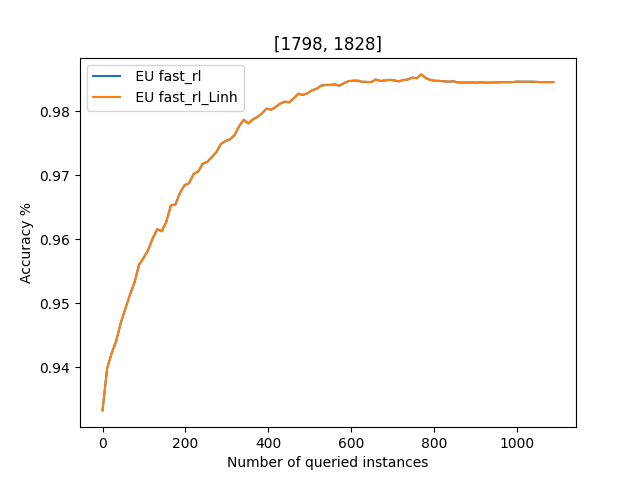 [1798, 1828]
EU fast_rl
EU fast_rl_Linh
0.98
0.97
0.96
0.95
0.94
Accuracy %
0 200 400 600 800 1000
Number of queried instances